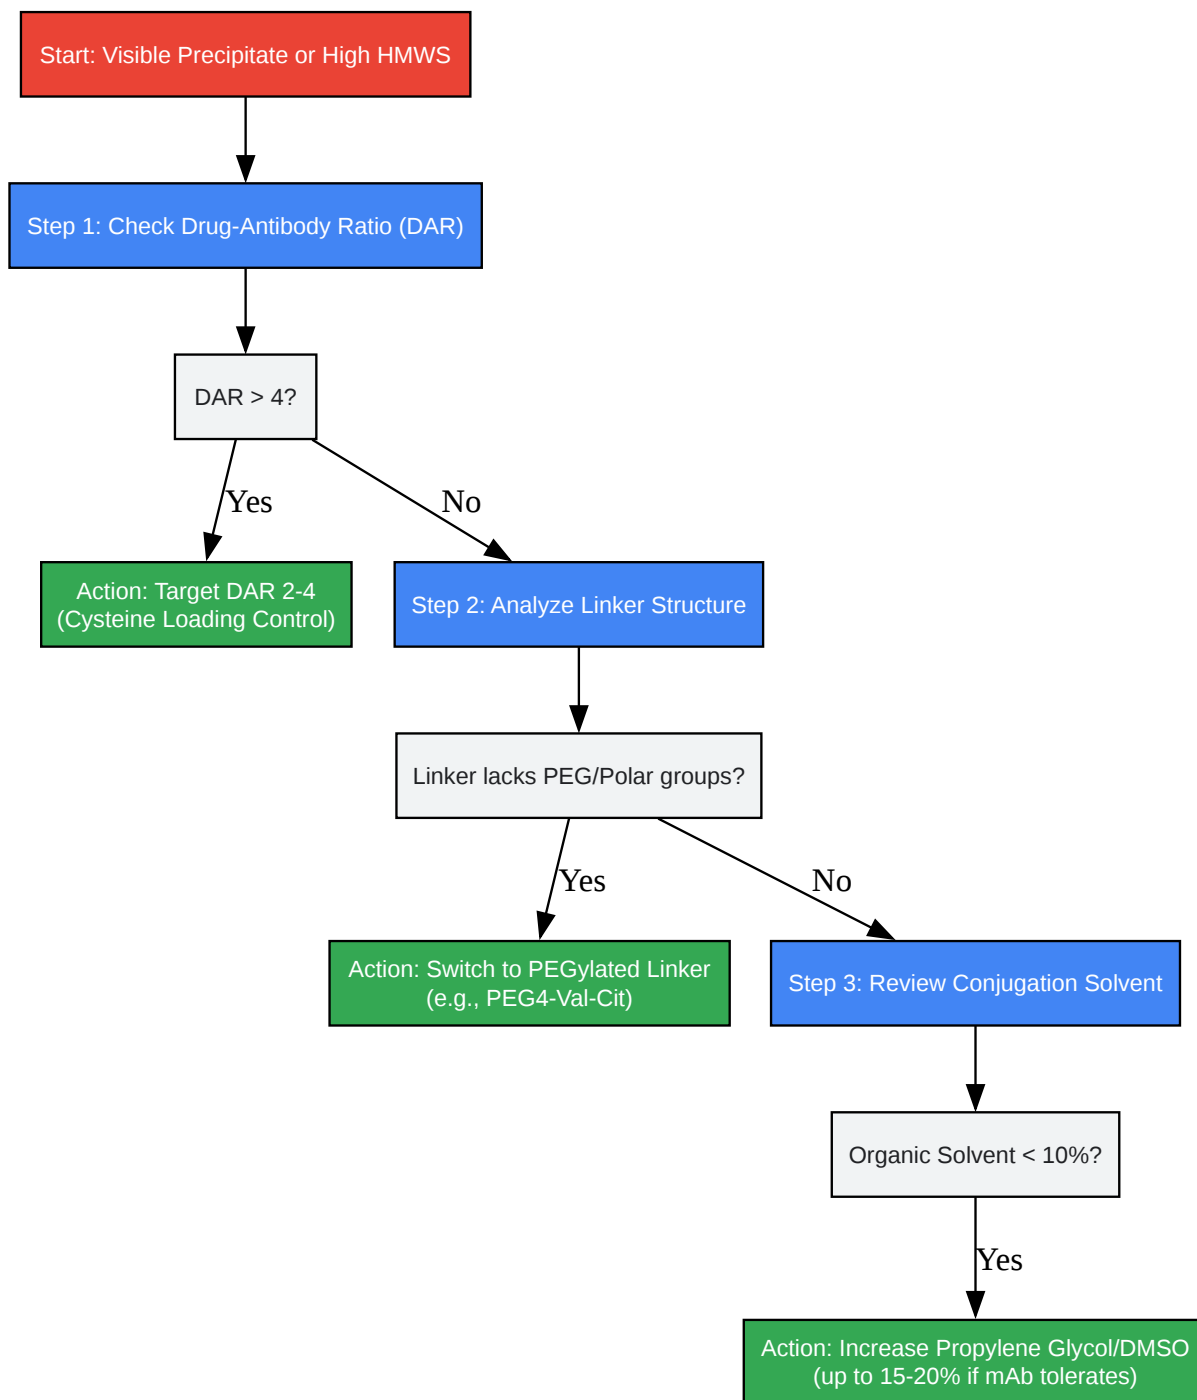 Start: Visible Precipitate or High HMWS
Step 1: Check Drug-Antibody Ratio (DAR)
DAR > 4?
Yes
No
Action: Target DAR 2-4
(Cysteine Loading Control)
Step 2: Analyze Linker Structure
Linker lacks PEG/Polar groups?
Yes
No
Action: Switch to PEGylated Linker
(e.g., PEG4-Val-Cit)
Step 3: Review Conjugation Solvent
Organic Solvent < 10%?
Yes
Action: Increase Propylene Glycol/DMSO
(up to 15-20% if mAb tolerates)